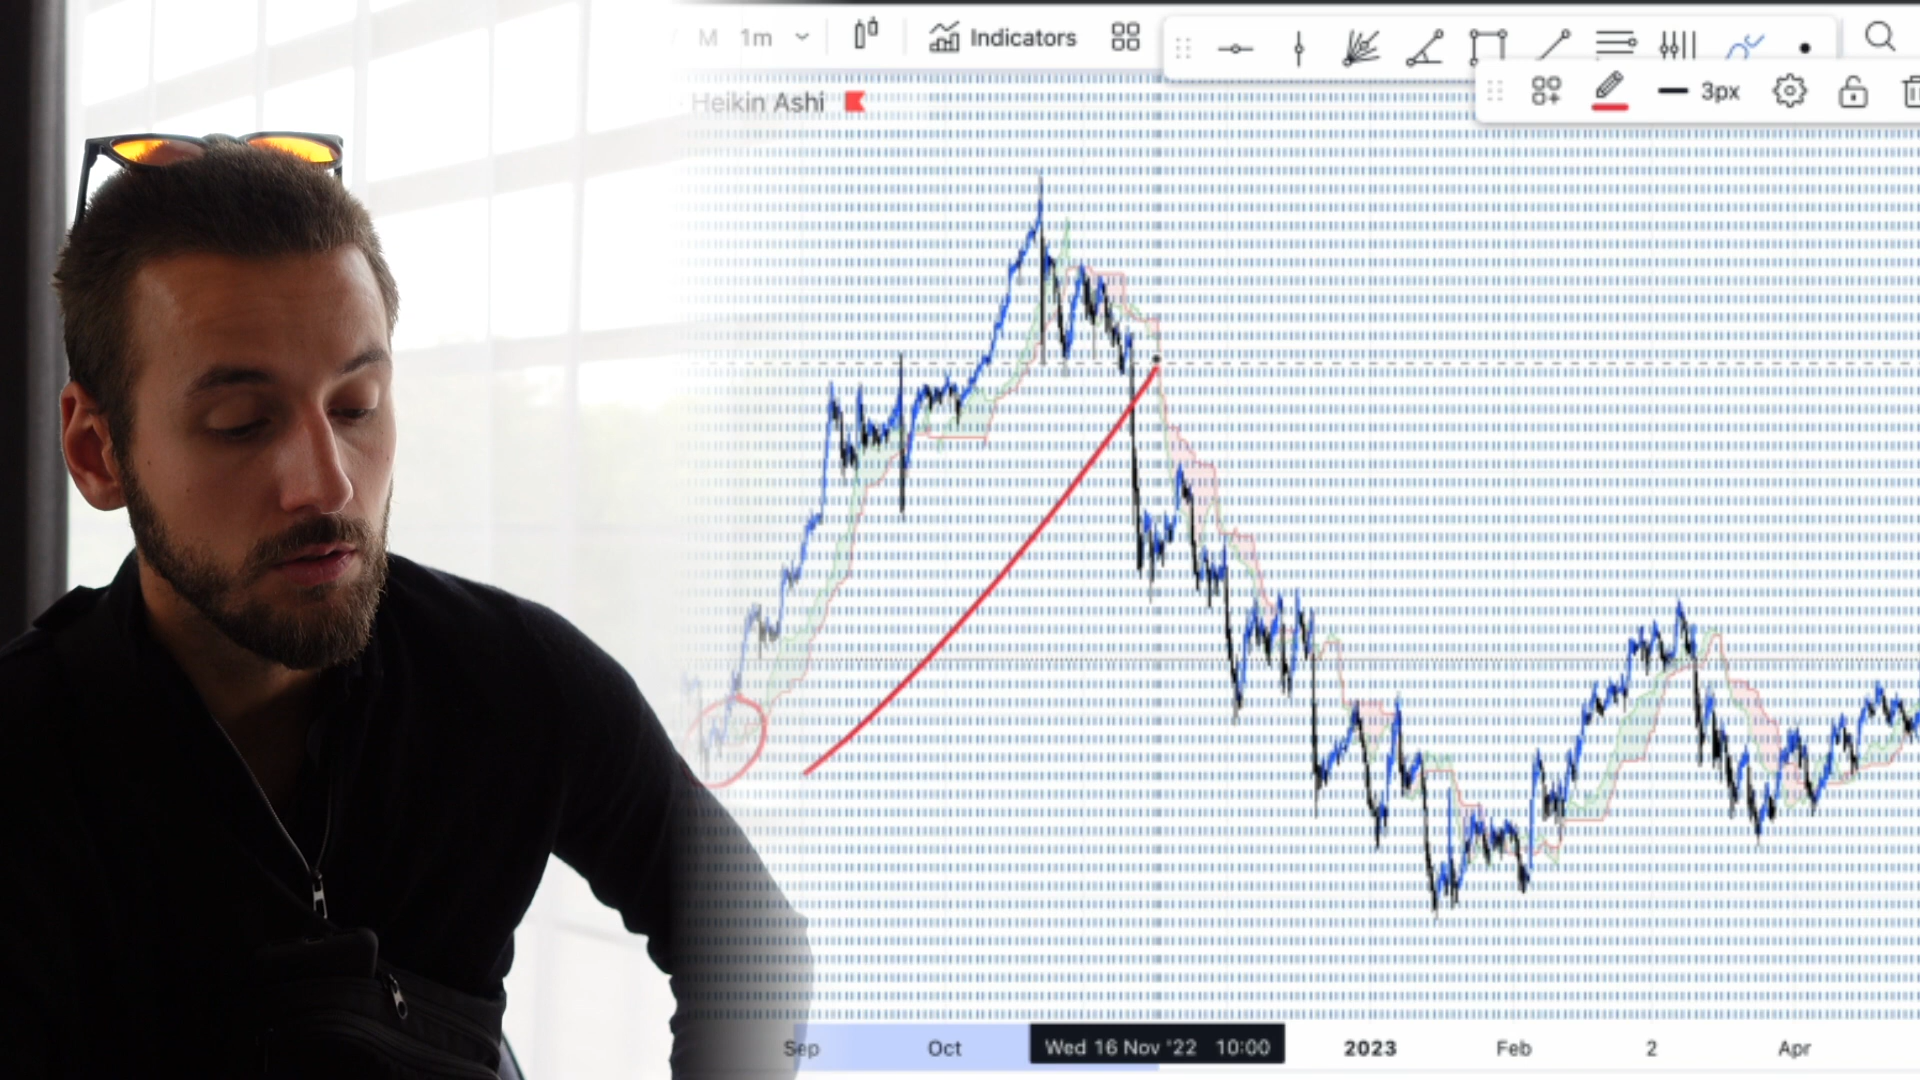 M 1m Indicators
3px
Heikin Ashi
Sep Oct Wed 16 Nov '22 10:00 2023 Feb 2 Apr